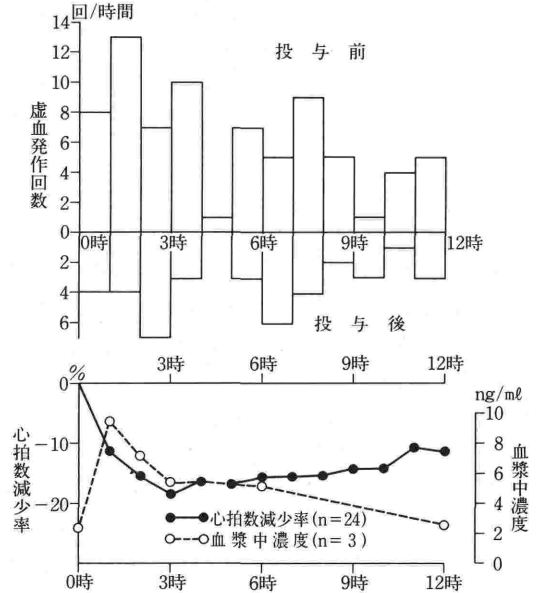 回/時間
14
12
10
8
6
4
2
0
2
4
6
虚血発作回数
投与前
0時 3時 6時 9時 12時
投与後
3時 6時 9時 12時
%
0
-10
-20
心拍数減少率
ng/mℓ
10
8
6
4
2
0
血漿中濃度
心拍数減少率(n=24)
血漿中濃度(n=3)
0時 3時 6時 9時 12時